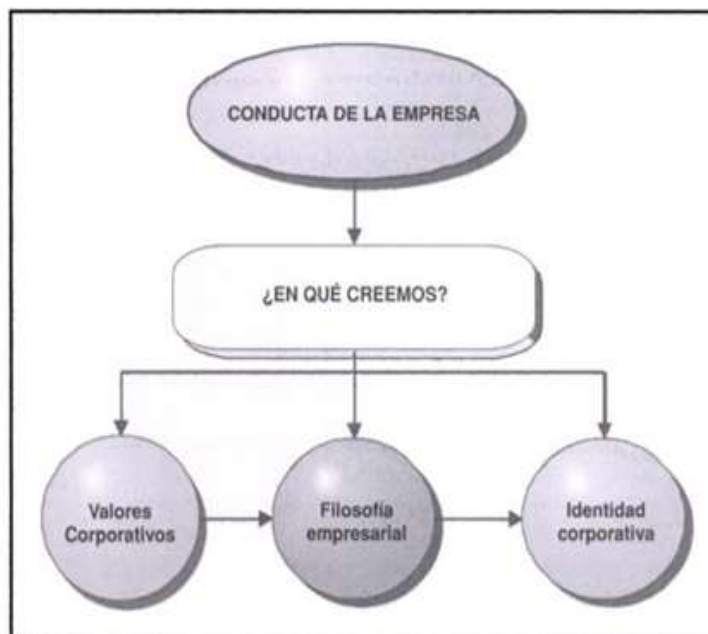 CONDUCTA DE LA EMPRESA
¿EN QUÉ CREEMOS?
Valores
Corporativos
Filosofía
empresarial
Identidad
corporativa